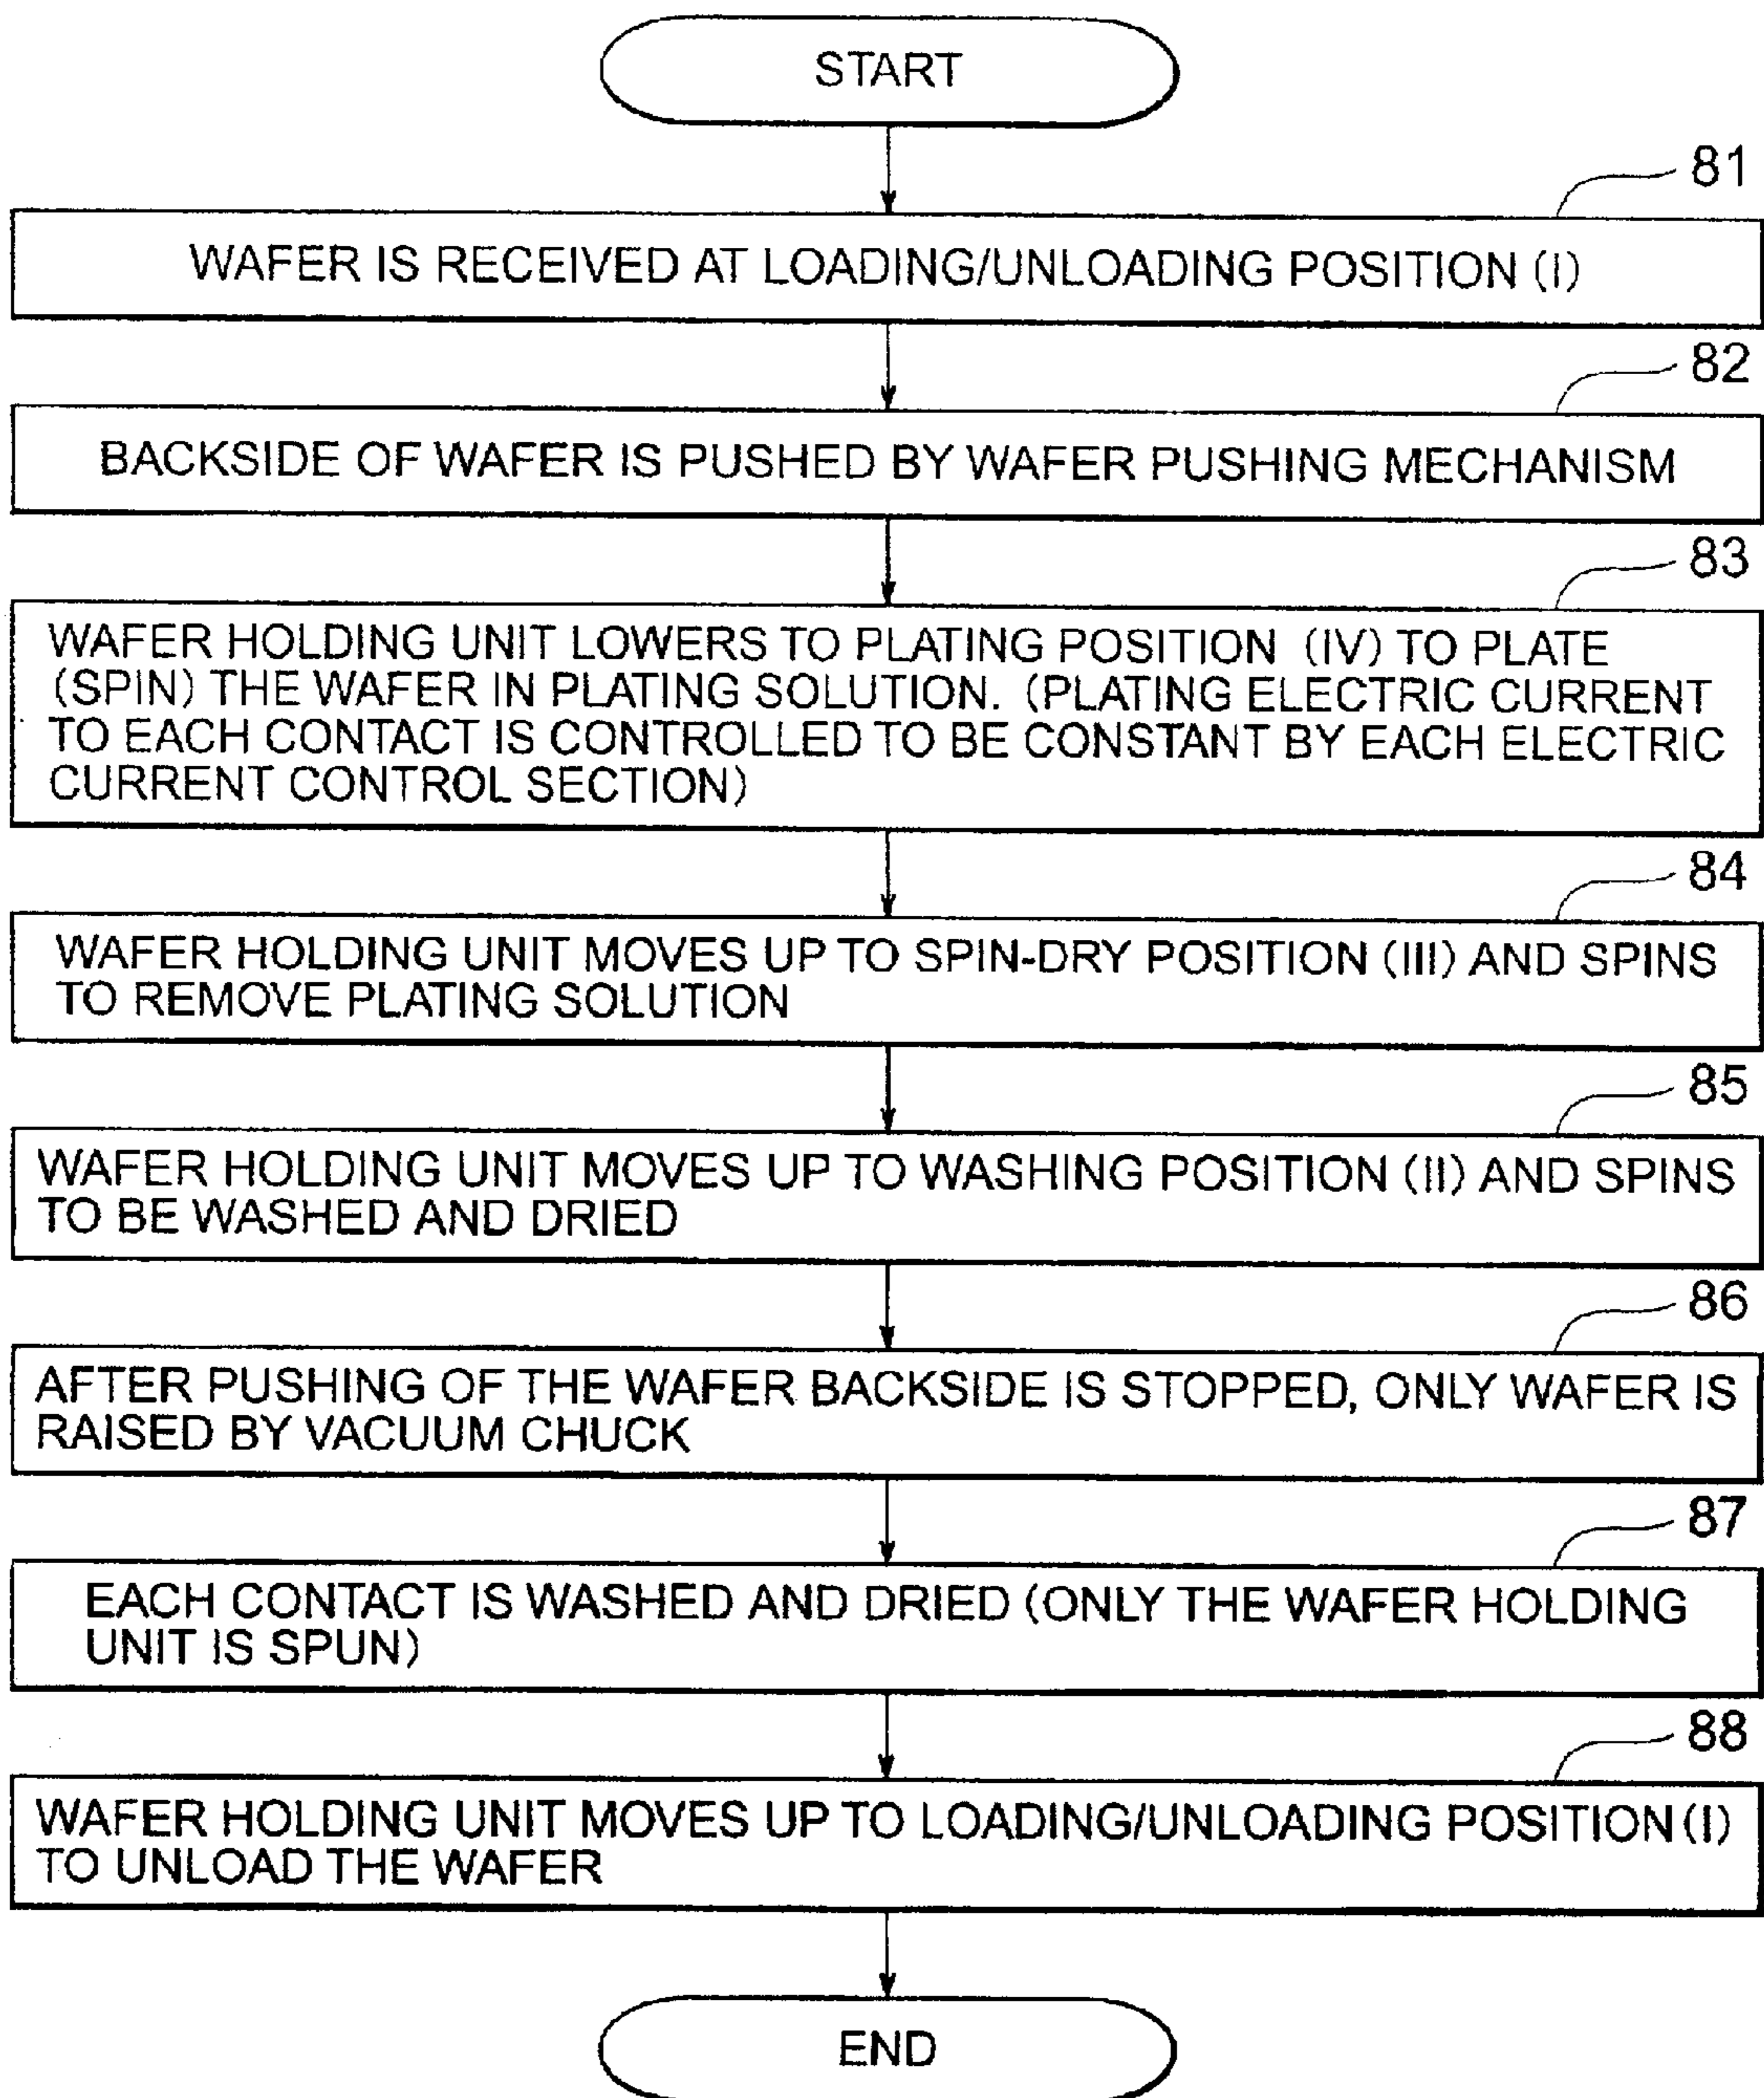 START
81
WAFER IS RECEIVED AT LOADING/UNLOADING POSITION (I)
82
BACKSIDE OF WAFER IS PUSHED BY WAFER PUSHING MECHANISM
83
WAFER HOLDING UNIT LOWERS TO PLATING POSITION (IV) TO PLATE
(SPIN) THE WAFER IN PLATING SOLUTION. (PLATING ELECTRIC CURRENT
TO EACH CONTACT IS CONTROLLED TO BE CONSTANT BY EACH ELECTRIC
CURRENT CONTROL SECTION)
84
WAFER HOLDING UNIT MOVES UP TO SPIN-DRY POSITION (III) AND SPINS
TO REMOVE PLATING SOLUTION
85
WAFER HOLDING UNIT MOVES UP TO WASHING POSITION (II) AND SPINS
TO BE WASHED AND DRIED
86
AFTER PUSHING OF THE WAFER BACKSIDE IS STOPPED, ONLY WAFER IS
RAISED BY VACUUM CHUCK
87
EACH CONTACT IS WASHED AND DRIED (ONLY THE WAFER HOLDING
UNIT IS SPUN)
88
WAFER HOLDING UNIT MOVES UP TO LOADING/UNLOADING POSITION (I)
TO UNLOAD THE WAFER
END